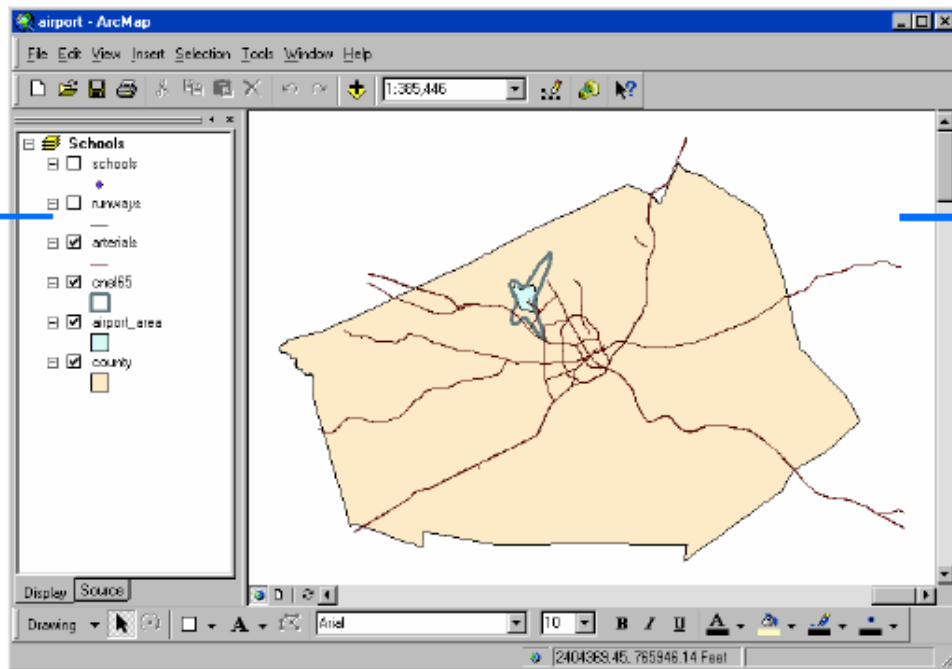 airport - ArcMap
File Edit View Insert Selection Tools Window Help
1:385,446
Schools
schools
runways
arterials
cnel65
airport_area
county
Display Source
Drawing A Arial 10 B I U A
2404369.45, 765946.14 Feet